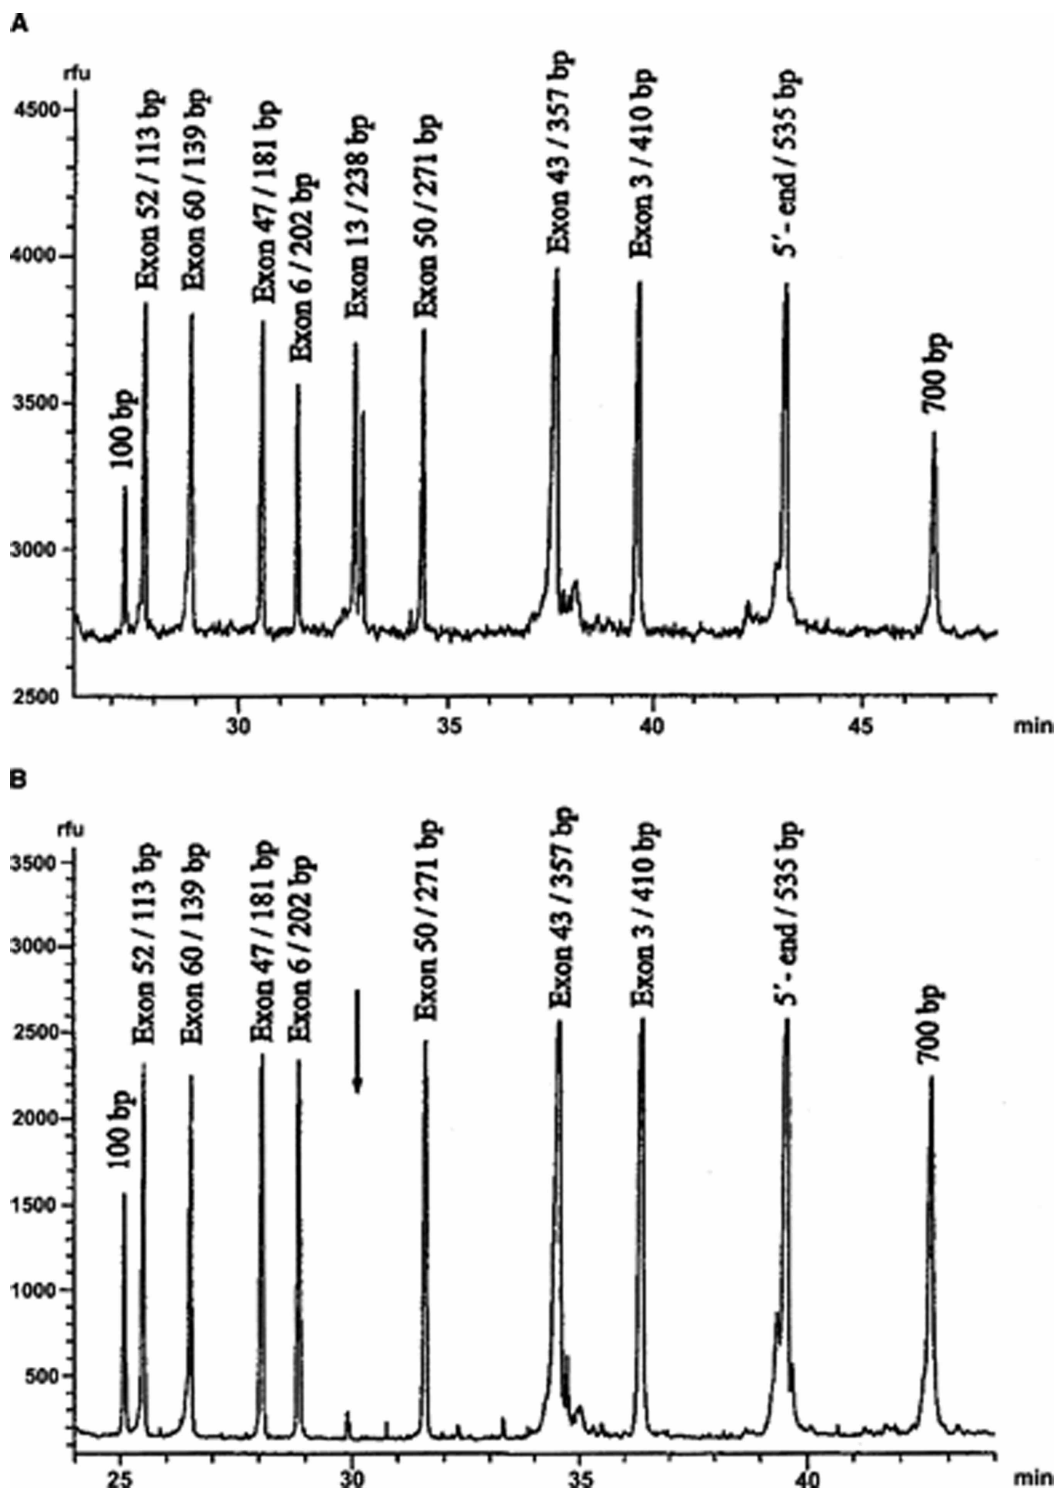 A
rfu
4500
4000
3500
3000
2500
100 bp
Exon 52 / 113 bp
Exon 60 / 139 bp
Exon 47 / 181 bp
Exon 6 / 202 bp
Exon 13 / 238 bp
Exon 50 / 271 bp
Exon 43 / 357 bp
Exon 3 / 410 bp
5'- end / 535 bp
700 bp
30 35 40 45 min
B
rfu
3500
3000
2500
2000
1500
1000
500
100 bp
Exon 52 / 113 bp
Exon 60 / 139 bp
Exon 47 / 181 bp
Exon 6 / 202 bp
Exon 50 / 271 bp
Exon 43 / 357 bp
Exon 3 / 410 bp
5'- end / 535 bp
700 bp
25 30 35 40 min